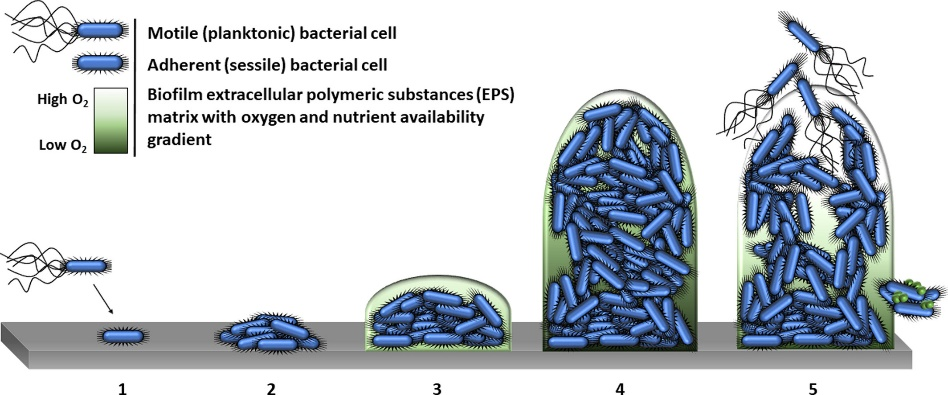 Motile (planktonic) bacterial cell
Adherent (sessile) bacterial cell
High O₂
Low O₂
Biofilm extracellular polymeric substances (EPS)
matrix with oxygen and nutrient availability
gradient
1 2 3 4 5